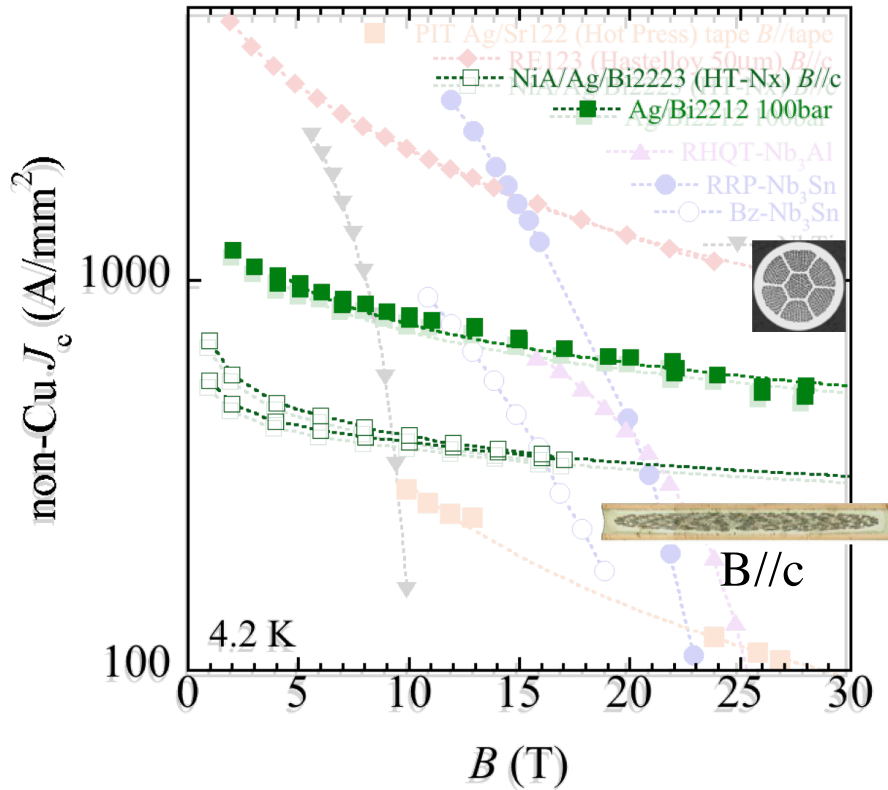 PIT Ag/Sr122 (Hot Press) tape B//tape
RE123 (Hastelloy 50μm) B//c
NiA/Ag/Bi2223 (HT-Nx) B//c
Ag/Bi2212 100bar
RHQT-Nb₃Al
RRP-Nb₃Sn
Bz-Nb₃Sn
1000
non-Cu Jc (A/mm²)
B//c
4.2 K
100
0 5 10 15 20 25 30
B (T)